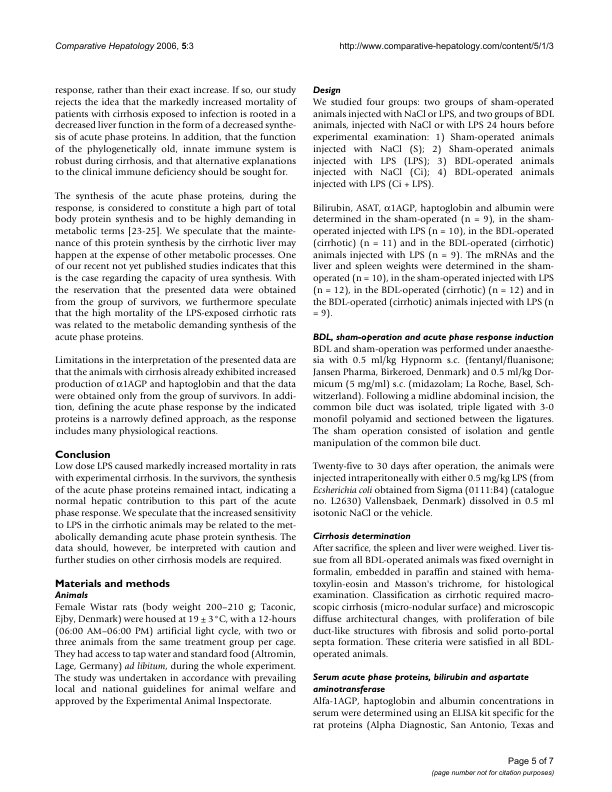 Comparative Hepatology 2006, 5:3
http://www.comparative-hepatology.com/content/5/1/3
response, rather than their exact increase. If so, our study
rejects the idea that the markedly increased mortality of
patients with cirrhosis exposed to infection is rooted in a
decreased liver function in the form of a decreased synthe-
sis of acute phase proteins. In addition, that the function
of the phylogenetically old, innate immune system is
robust during cirrhosis, and that alternative explanations
to the clinical immune deficiency should be sought for.
The synthesis of the acute phase proteins, during the
response, is considered to constitute a high part of total
body protein synthesis and to be highly demanding in
metabolic terms [23-25]. We speculate that the mainte-
nance of this protein synthesis by the cirrhotic liver may
happen at the expense of other metabolic processes. One
of our recent not yet published studies indicates that this
is the case regarding the capacity of urea synthesis. With
the reservation that the presented data were obtained
from the group of survivors, we furthermore speculate
that the high mortality of the LPS-exposed cirrhotic rats
was related to the metabolic demanding synthesis of the
acute phase proteins.
Limitations in the interpretation of the presented data are
that the animals with cirrhosis already exhibited increased
production of α1AGP and haptoglobin and that the data
were obtained only from the group of survivors. In addi-
tion, defining the acute phase response by the indicated
proteins is a narrowly defined approach, as the response
includes many physiological reactions.
Conclusion
Low dose LPS caused markedly increased mortality in rats
with experimental cirrhosis. In the survivors, the synthesis
of the acute phase proteins remained intact, indicating a
normal hepatic contribution to this part of the acute
phase response. We speculate that the increased sensitivity
to LPS in the cirrhotic animals may be related to the met-
abolically demanding acute phase protein synthesis. The
data should, however, be interpreted with caution and
further studies on other cirrhosis models are required.
Materials and methods
Animals
Female Wistar rats (body weight 200–210 g; Taconic,
Ejby, Denmark) were housed at 19 ± 3°C, with a 12-hours
(06:00 AM–06:00 PM) artificial light cycle, with two or
three animals from the same treatment group per cage.
They had access to tap water and standard food (Altromin,
Lage, Germany) ad libitum, during the whole experiment.
The study was undertaken in accordance with prevailing
local and national guidelines for animal welfare and
approved by the Experimental Animal Inspectorate.
Design
We studied four groups: two groups of sham-operated
animals injected with NaCl or LPS, and two groups of BDL
animals, injected with NaCl or with LPS 24 hours before
experimental examination: 1) Sham-operated animals
injected with NaCl (S); 2) Sham-operated animals
injected with LPS (LPS); 3) BDL-operated animals
injected with NaCl (Ci); 4) BDL-operated animals
injected with LPS (Ci + LPS).
Bilirubin, ASAT, α1AGP, haptoglobin and albumin were
determined in the sham-operated (n = 9), in the sham-
operated injected with LPS (n = 10), in the BDL-operated
(cirrhotic) (n = 11) and in the BDL-operated (cirrhotic)
animals injected with LPS (n = 9). The mRNAs and the
liver and spleen weights were determined in the sham-
operated (n = 10), in the sham-operated injected with LPS
(n = 12), in the BDL-operated (cirrhotic) (n = 12) and in
the BDL-operated (cirrhotic) animals injected with LPS (n
= 9).
BDL, sham-operation and acute phase response induction
BDL and sham-operation was performed under anaesthe-
sia with 0.5 ml/kg Hypnorm s.c. (fentanyl/fluanisone;
Jansen Pharma, Birkeroed, Denmark) and 0.5 ml/kg Dor-
micum (5 mg/ml) s.c. (midazolam; La Roche, Basel, Sch-
witzerland). Following a midline abdominal incision, the
common bile duct was isolated, triple ligated with 3-0
monofil polyamid and sectioned between the ligatures.
The sham operation consisted of isolation and gentle
manipulation of the common bile duct.
Twenty-five to 30 days after operation, the animals were
injected intraperitoneally with either 0.5 mg/kg LPS (from
Ecsherichia coli obtained from Sigma (0111:B4) (catalogue
no. L2630) Vallensbaek, Denmark) dissolved in 0.5 ml
isotonic NaCl or the vehicle.
Cirrhosis determination
After sacrifice, the spleen and liver were weighed. Liver tis-
sue from all BDL-operated animals was fixed overnight in
formalin, embedded in paraffin and stained with hema-
toxylin-eosin and Masson's trichrome, for histological
examination. Classification as cirrhotic required macro-
scopic cirrhosis (micro-nodular surface) and microscopic
diffuse architectural changes, with proliferation of bile
duct-like structures with fibrosis and solid porto-portal
septa formation. These criteria were satisfied in all BDL-
operated animals.
Serum acute phase proteins, bilirubin and aspartate
aminotransferase
Alfa-1AGP, haptoglobin and albumin concentrations in
serum were determined using an ELISA kit specific for the
rat proteins (Alpha Diagnostic, San Antonio, Texas and
Page 5 of 7
(page number not for citation purposes)